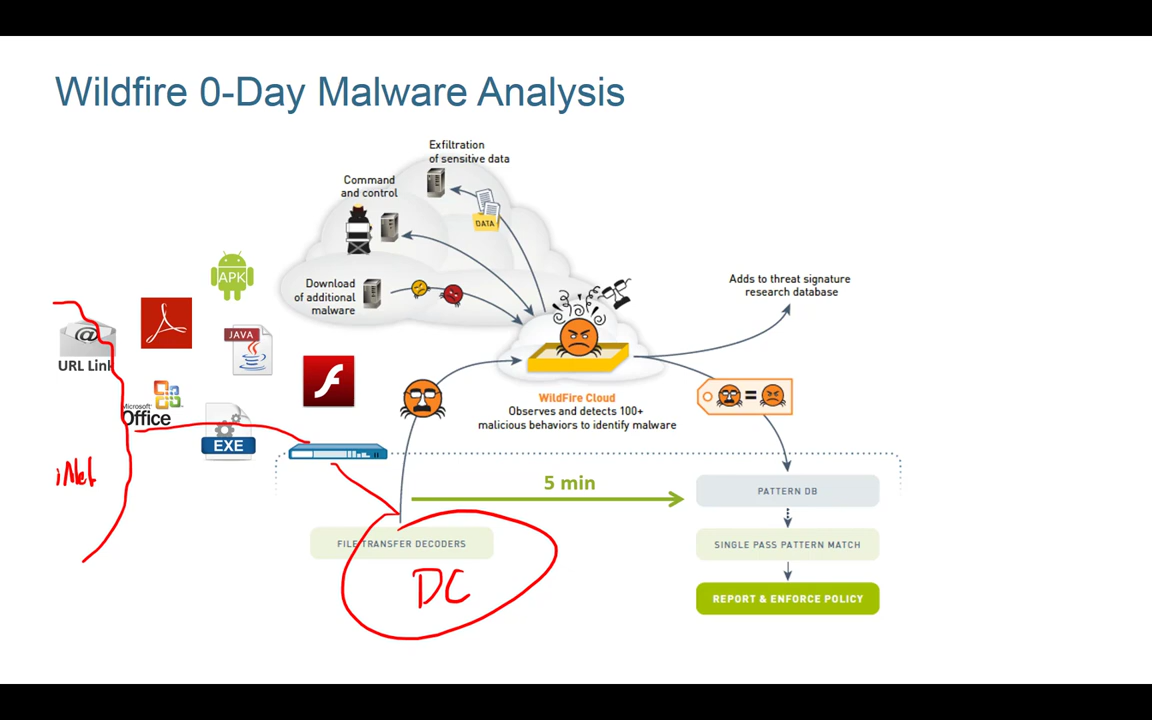 Wildfire 0-Day Malware Analysis
Exfiltration
of sensitive data
Command
and control
DATA
Download
of additional
malware
APK
Adds to threat signature
research database
@
URL Link
JAVA
Microsoft
Office
EXE
WildFire Cloud
Observes and detects 100+
malicious behaviors to identify malware
=
iNet
5 min
PATTERN DB
FILE TRANSFER DECODERS
SINGLE PASS PATTERN MATCH
DC
REPORT & ENFORCE POLICY